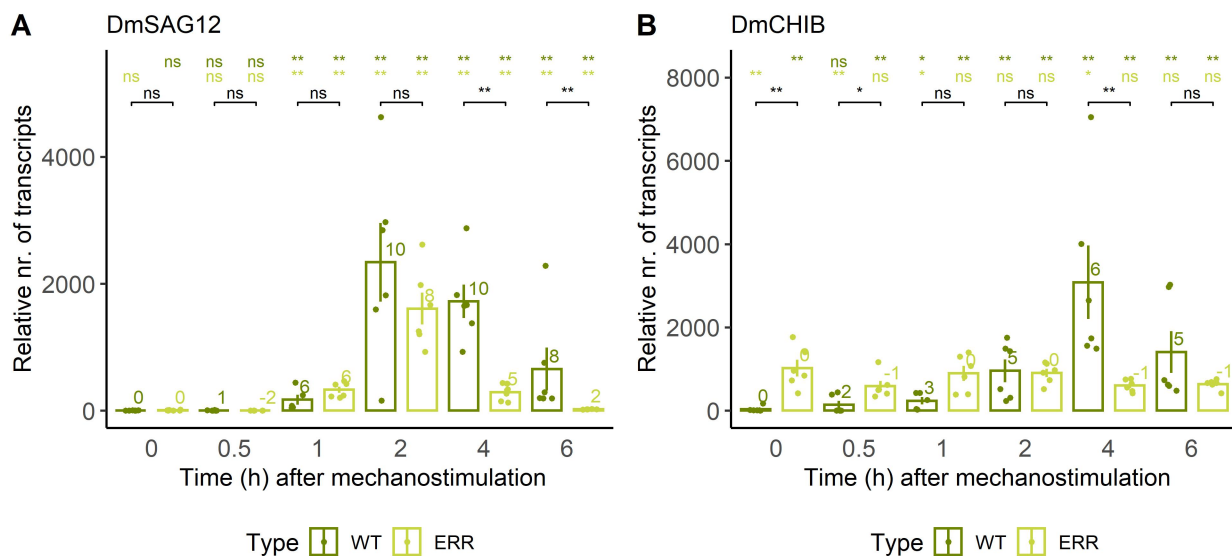 A DmSAG12
ns ns ns ** ** ** ** ** ** ** **
ns ns ns ** ** ** ** ** ** ** **
ns ns ns ns ** **
Relative nr. of transcripts
4000
2000
0
0 0 1 -2 6 6 10 8 10 5 8 2
0 0.5 1 2 4 6
Time (h) after mechanostimulation
Type WT ERR
B DmCHIB
** ns ** * ** ** ** ** ** ** **
** ** ns * ns ns ns * ns ns ns
** * ns ns ** ns
Relative nr. of transcripts
8000
6000
4000
2000
0
0 0 2 -1 3 0 5 0 6 -1 5 -1
0 0.5 1 2 4 6
Time (h) after mechanostimulation
Type WT ERR